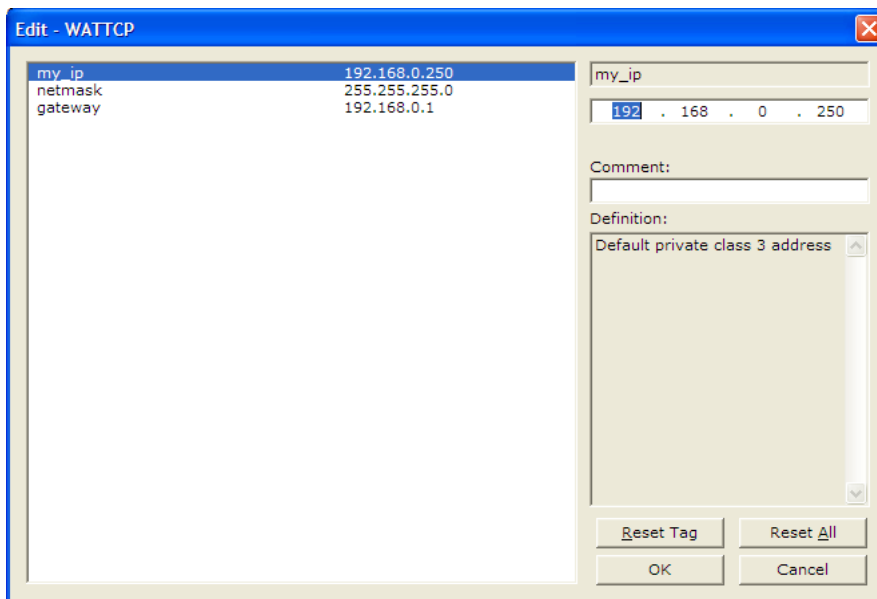 Edit - WATTCP
my_ip 192.168.0.250
netmask 255.255.255.0
gateway 192.168.0.1
my_ip
192 . 168 . 0 . 250
Comment:
Definition:
Default private class 3 address
Reset Tag Reset All
OK Cancel